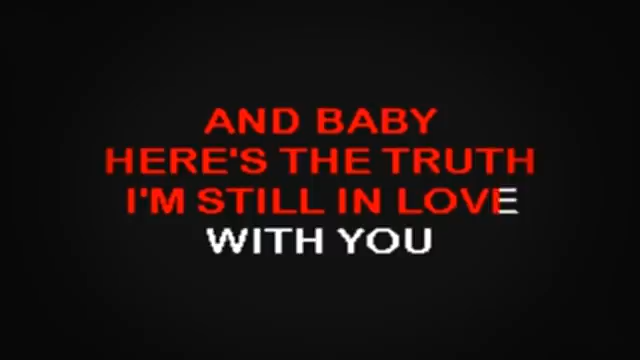 AND BABY
HERE'S THE TRUTH
I'M STILL IN LOVE
WITH YOU